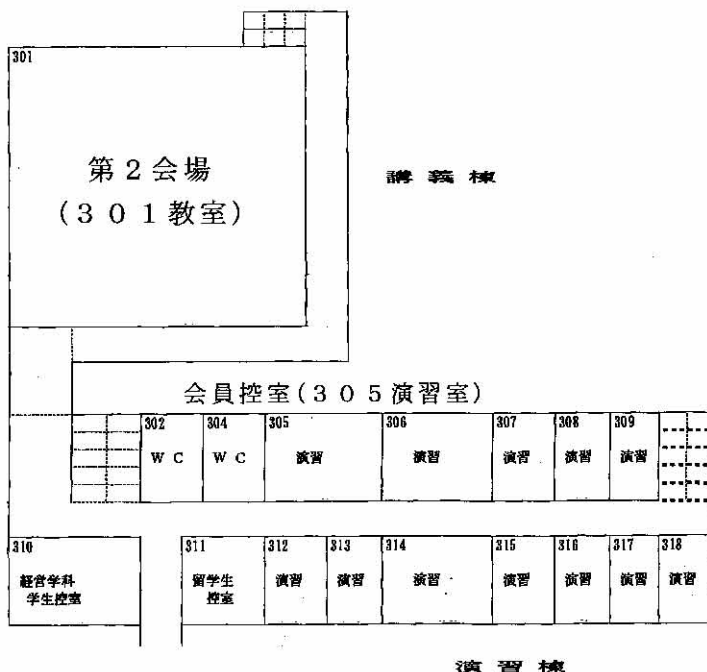 301
第2会場
(301教室)
講義棟
会員控室(305演習室)
302
WC
304
WC
305
演習
306
演習
307
演習
308
演習
309
演習
310
経営学科
学生控室
311
留学生
控室
312
演習
313
演習
314
演習
315
演習
316
演習
317
演習
318
演習
演習棟